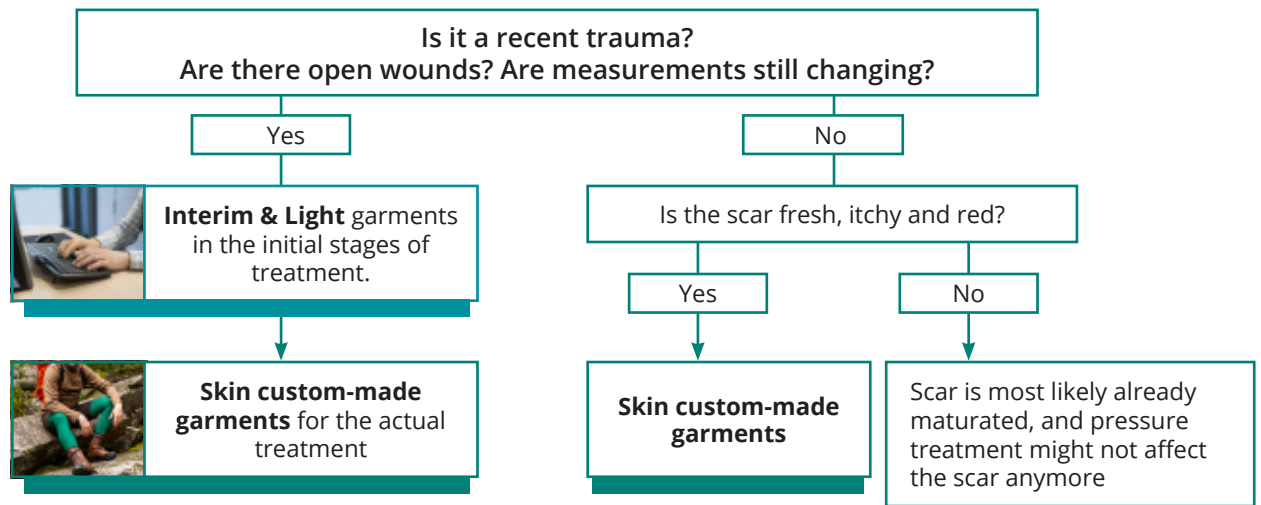 Is it a recent trauma?
Are there open wounds? Are measurements still changing?
Yes
No
Interim & Light garments
in the initial stages of
treatment.
Is the scar fresh, itchy and red?
Yes
No
Skin custom-made
garments for the actual
treatment
Skin custom-made
garments
Scar is most likely already
maturated, and pressure
treatment might not affect
the scar anymore